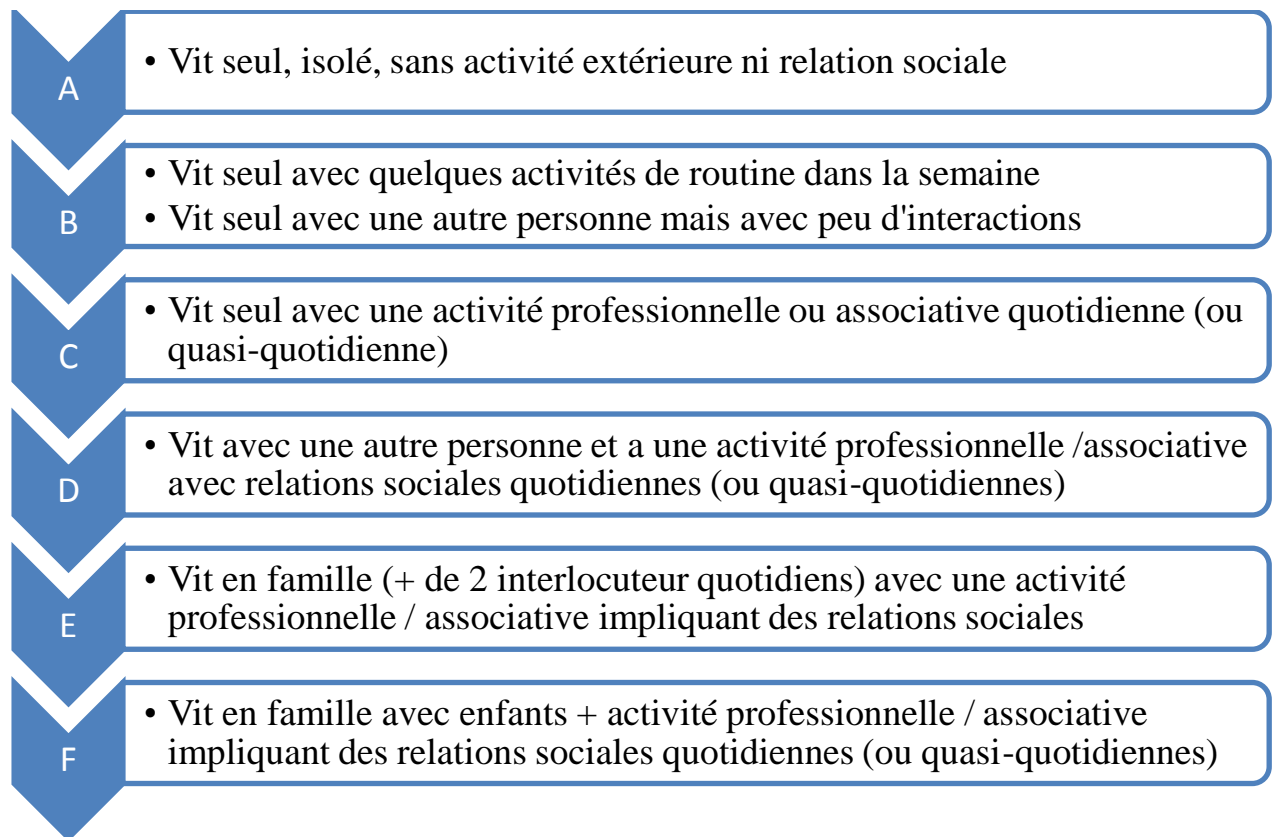 A
• Vit seul, isolé, sans activité extérieure ni relation sociale
B
• Vit seul avec quelques activités de routine dans la semaine
• Vit seul avec une autre personne mais avec peu d'interactions
C
• Vit seul avec une activité professionnelle ou associative quotidienne (ou
quasi-quotidienne)
D
• Vit avec une autre personne et a une activité professionnelle /associative
avec relations sociales quotidiennes (ou quasi-quotidiennes)
E
• Vit en famille (+ de 2 interlocuteur quotidiens) avec une activité
professionnelle / associative impliquant des relations sociales
F
• Vit en famille avec enfants + activité professionnelle / associative
impliquant des relations sociales quotidiennes (ou quasi-quotidiennes)